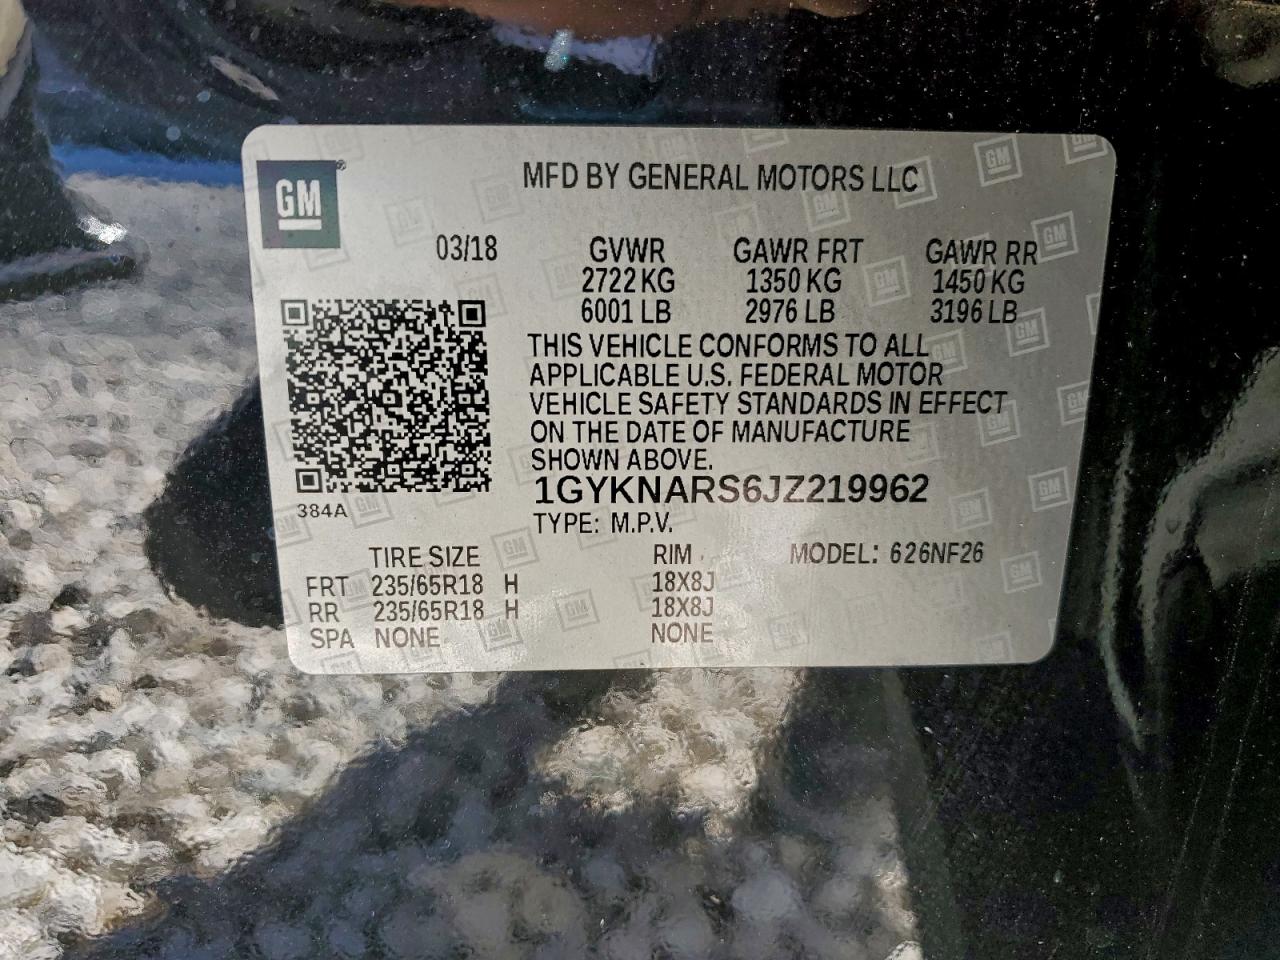 GM
MFD BY GENERAL MOTORS LLC
03/18 GVWR GAWR FRT GAWR RR
2722 KG 1350 KG 1450 KG
6001 LB 2976 LB 3196 LB
THIS VEHICLE CONFORMS TO ALL
APPLICABLE U.S. FEDERAL MOTOR
VEHICLE SAFETY STANDARDS IN EFFECT
ON THE DATE OF MANUFACTURE
SHOWN ABOVE.
1GYKNARS6JZ219962
384A
TYPE: M.P.V.
TIRE SIZE RIM MODEL: 626NF26
FRT 235/65R18 H 18X8J
RR 235/65R18 H 18X8J
SPA NONE NONE